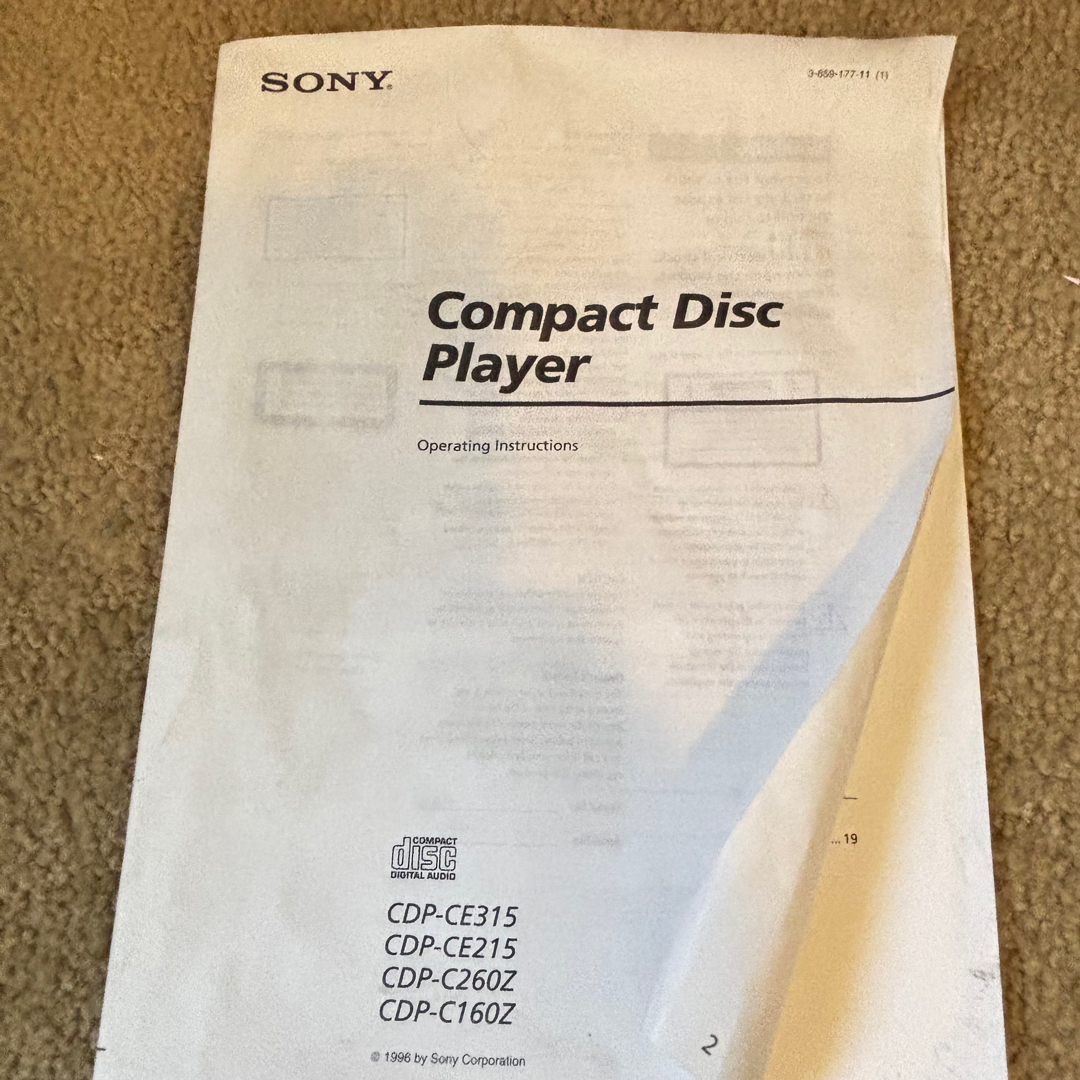 SONY®
3-859-177-11 (1)
Compact Disc
Player
Operating Instructions
...19
COMPACT
disc
DIGITAL AUDIO
CDP-CE315
CDP-CE215
CDP-C260Z
CDP-C160Z
2
© 1996 by Sony Corporation